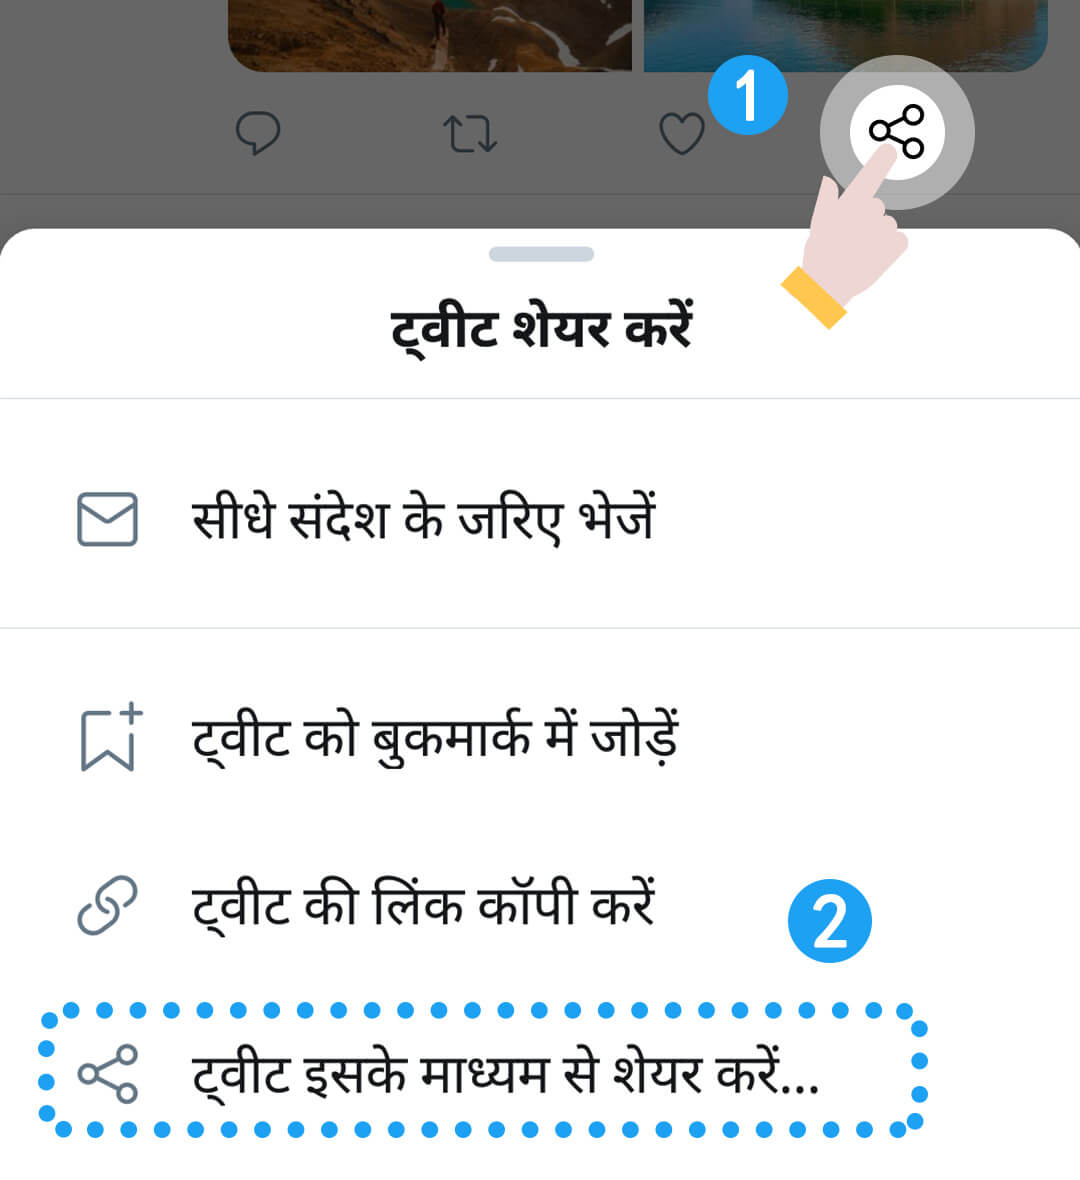 1
ट्वीट शेयर करें
सीधे संदेश के जरिए भेजें
ट्वीट को बुकमार्क में जोड़ें
ट्वीट की लिंक कॉपी करें
2
ट्वीट इसके माध्यम से शेयर करें...